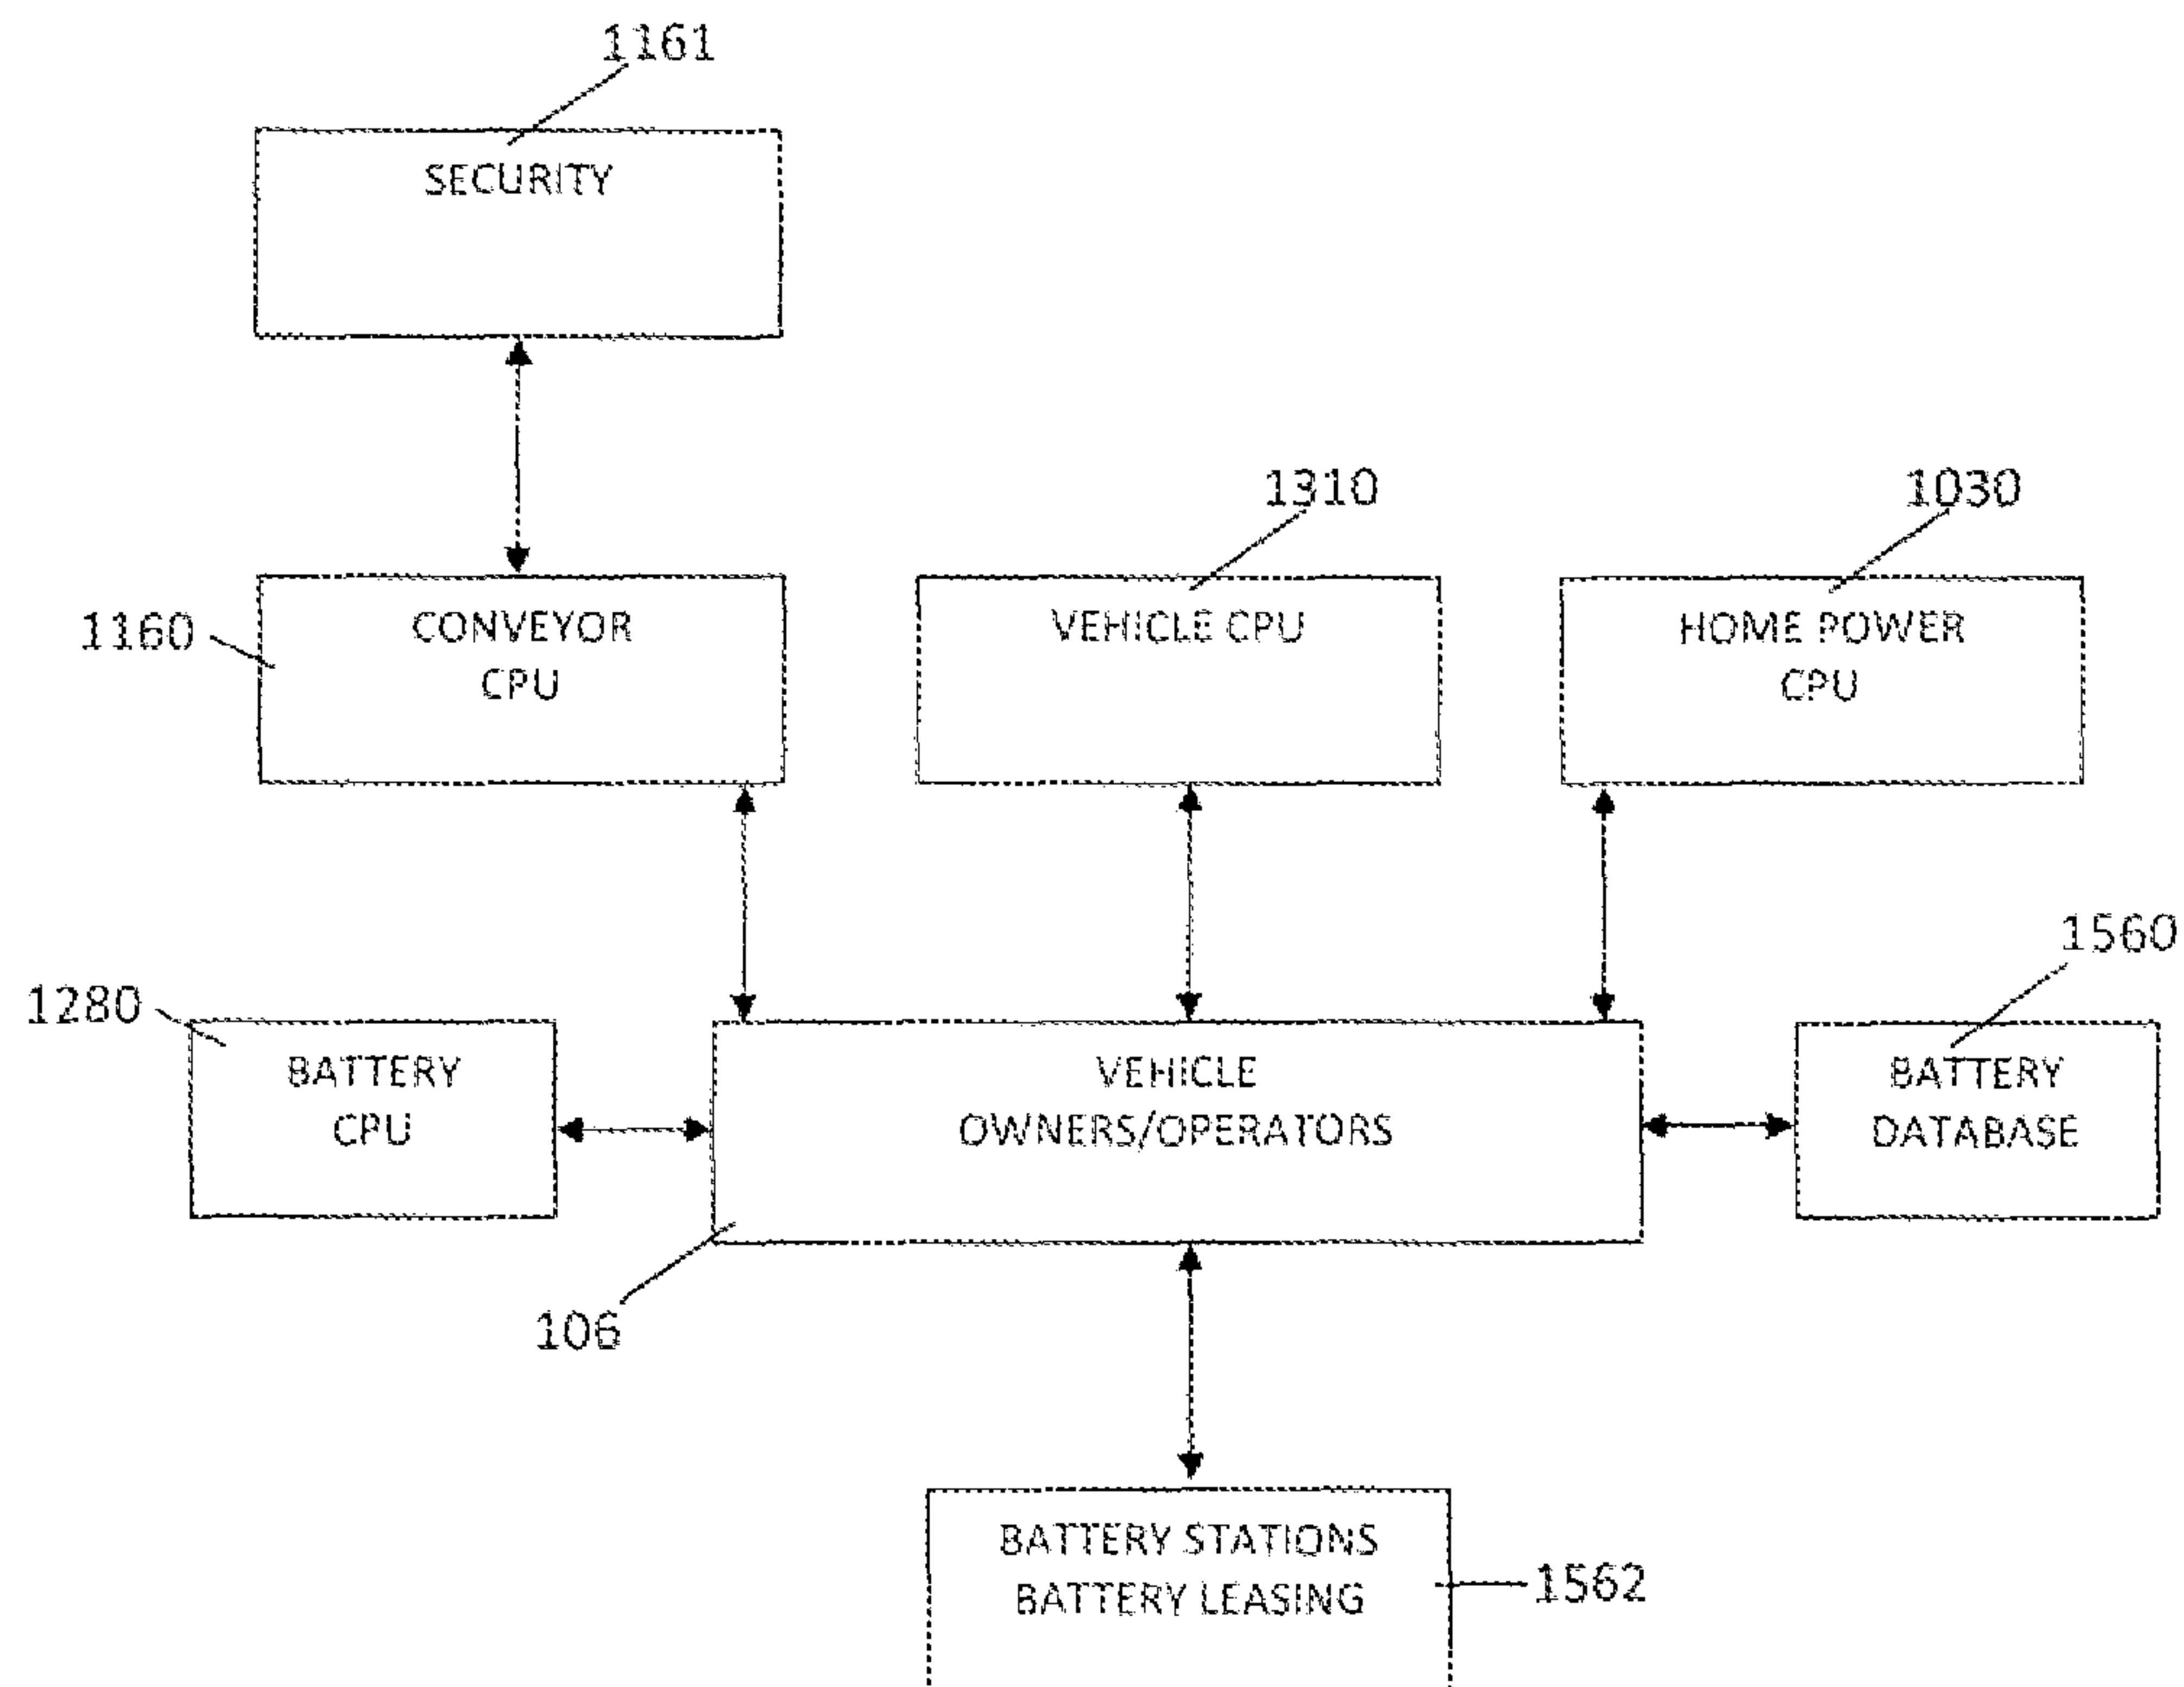 1161
SECURITY
1310
1030
1160
CONVEYOR
CPU
VEHICLE CPU
HOME POWER
CPU
1560
1280
BATTERY
CPU
VEHICLE
OWNERS/OPERATORS
BATTERY
DATABASE
106
BATTERY STATIONS
BATTERY LEASING
1562